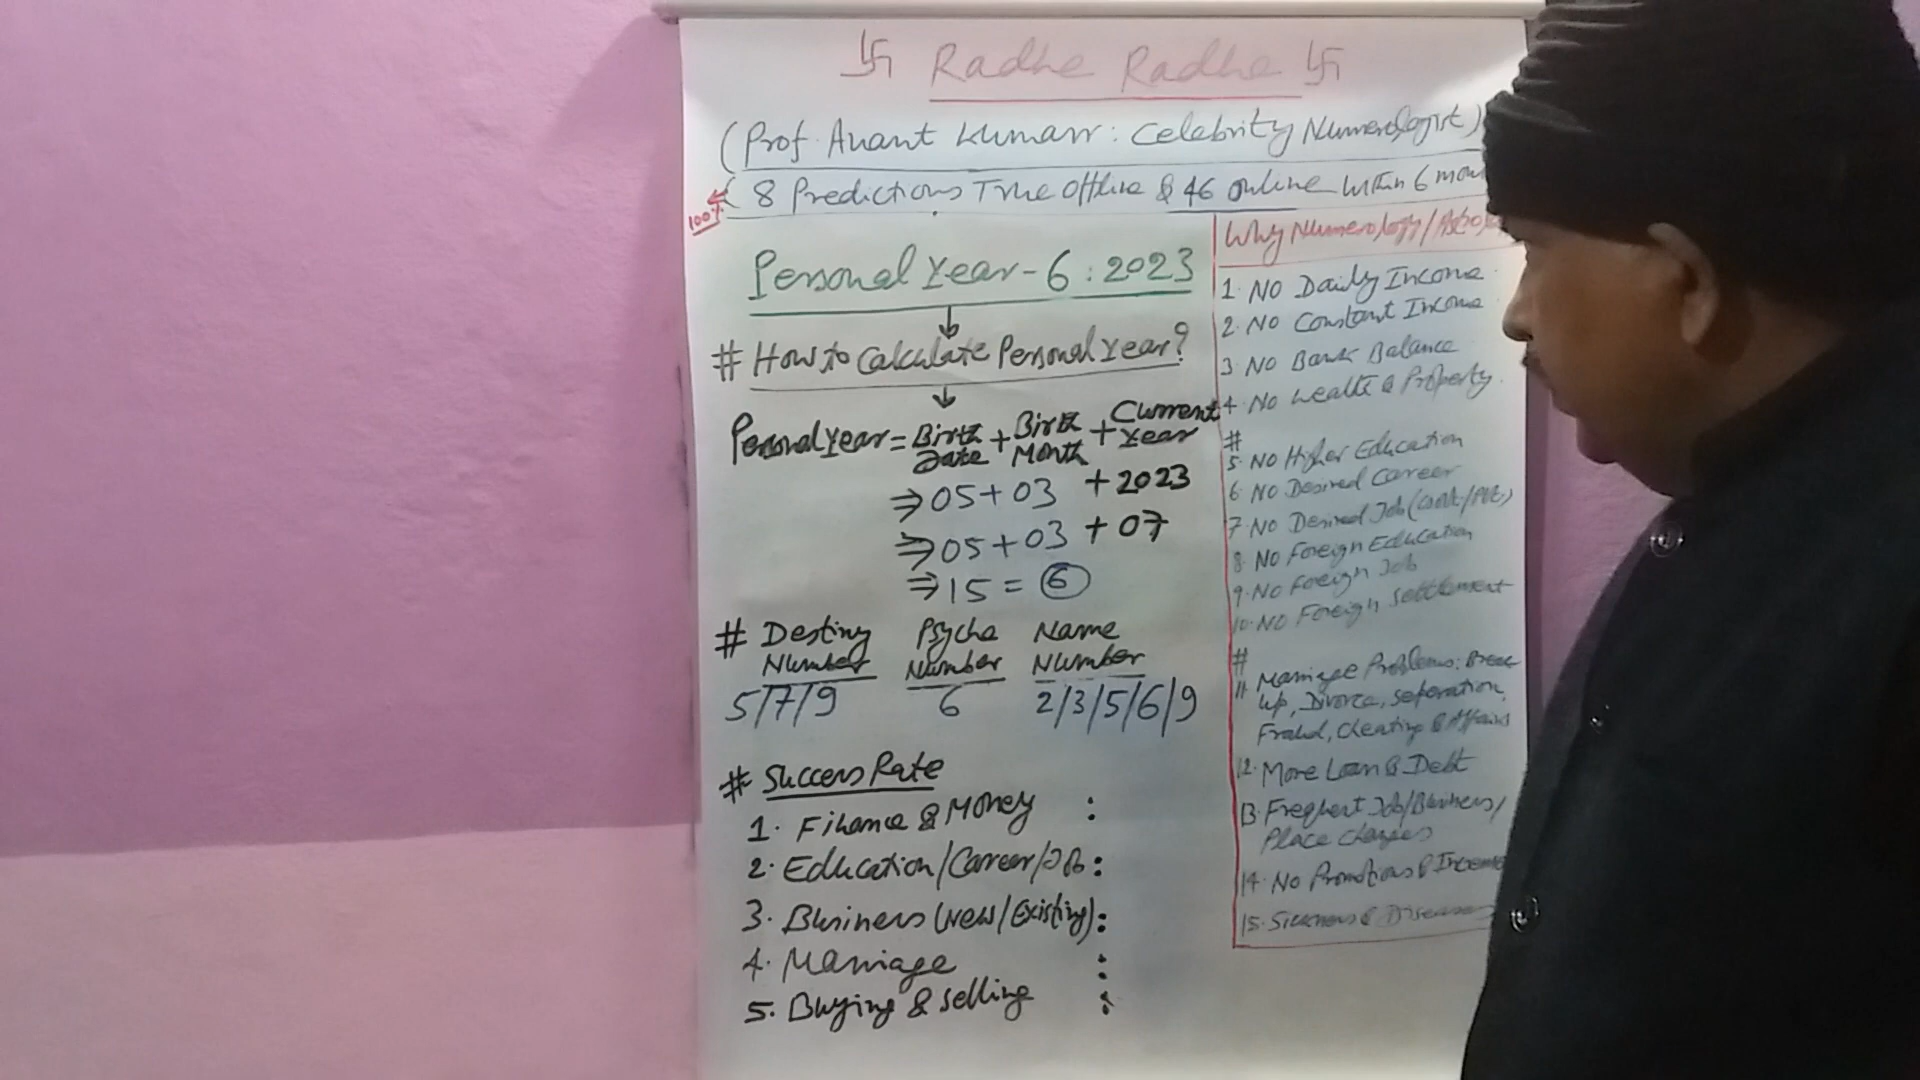 卐 Radhe Radhe 卐
(Prof. Anant Kumarr: Celebrity Numerologist)
100%
8 Predictions True Offline & 46 online within 6
Personal Year-6: 2023
# How to Calculate Personal Year?
Personal Year = Birth Date + Birth Month + Current Year
⇒ 05+03 +2023
⇒ 05+03 +07
⇒ 15 = 6
# Destiny Number Psyche Number Name Number
5/7/9 6 2/3/5/6/9
# Success Rate
1. Finance & Money :
2. Education/Career/Job :
3. Business (New/Existing) :
4. Marriage :
5. Buying & Selling :
Why Numerology/
1. NO Daily Income
2. NO Constant Income
3. NO Bank Balance
4. No Wealth & Property.
#
5. NO Higher Education
6. NO Desired Career
7. NO Desired Job (Govt./Pvt.)
8. NO Foreign Education
9. NO Foreign Job
10. NO Foreign Settlement
#
11. Marriage Problems: Break
up, Divorce, Seperation,
Fraud, Cheating & Affairs
12. More Loan & Debt
13. Frequent Job/Business/
Place changes
14. No Promotions &
15. Sickness & Diseases